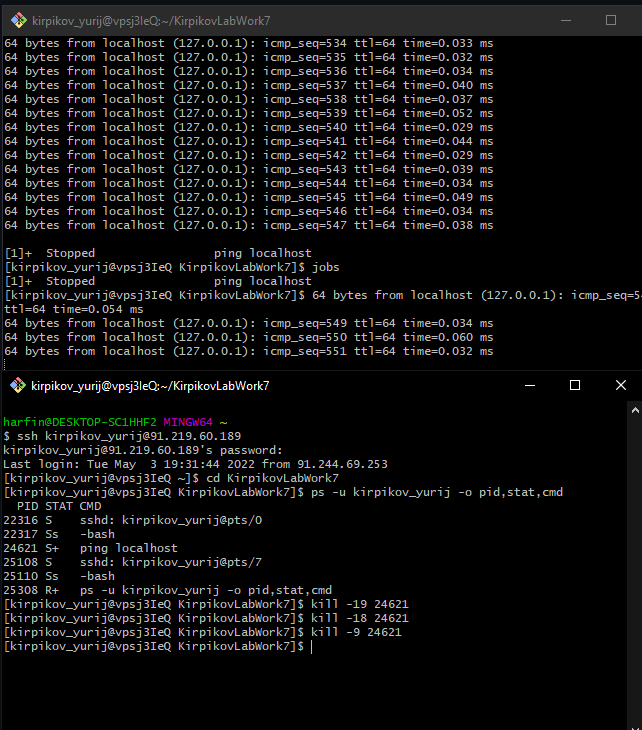 kirpikov_yurij@vpsj3IeQ:~/KirpikovLabWork7
64 bytes from localhost (127.0.0.1): icmp_seq=534 ttl=64 time=0.033 ms
64 bytes from localhost (127.0.0.1): icmp_seq=535 ttl=64 time=0.032 ms
64 bytes from localhost (127.0.0.1): icmp_seq=536 ttl=64 time=0.034 ms
64 bytes from localhost (127.0.0.1): icmp_seq=537 ttl=64 time=0.040 ms
64 bytes from localhost (127.0.0.1): icmp_seq=538 ttl=64 time=0.037 ms
64 bytes from localhost (127.0.0.1): icmp_seq=539 ttl=64 time=0.052 ms
64 bytes from localhost (127.0.0.1): icmp_seq=540 ttl=64 time=0.029 ms
64 bytes from localhost (127.0.0.1): icmp_seq=541 ttl=64 time=0.044 ms
64 bytes from localhost (127.0.0.1): icmp_seq=542 ttl=64 time=0.029 ms
64 bytes from localhost (127.0.0.1): icmp_seq=543 ttl=64 time=0.039 ms
64 bytes from localhost (127.0.0.1): icmp_seq=544 ttl=64 time=0.034 ms
64 bytes from localhost (127.0.0.1): icmp_seq=545 ttl=64 time=0.049 ms
64 bytes from localhost (127.0.0.1): icmp_seq=546 ttl=64 time=0.034 ms
64 bytes from localhost (127.0.0.1): icmp_seq=547 ttl=64 time=0.038 ms
[1]+  Stopped                 ping localhost
[kirpikov_yurij@vpsj3IeQ KirpikovLabWork7]$ jobs
[1]+  Stopped                 ping localhost
[kirpikov_yurij@vpsj3IeQ KirpikovLabWork7]$ 64 bytes from localhost (127.0.0.1): icmp_seq=5
ttl=64 time=0.054 ms
64 bytes from localhost (127.0.0.1): icmp_seq=549 ttl=64 time=0.034 ms
64 bytes from localhost (127.0.0.1): icmp_seq=550 ttl=64 time=0.060 ms
64 bytes from localhost (127.0.0.1): icmp_seq=551 ttl=64 time=0.032 ms
kirpikov_yurij@vpsj3IeQ:~/KirpikovLabWork7
harfin@DESKTOP-SC1HHF2 MINGW64 ~
$ ssh kirpikov_yurij@91.219.60.189
kirpikov_yurij@91.219.60.189's password:
Last login: Tue May  3 19:31:44 2022 from 91.244.69.253
[kirpikov_yurij@vpsj3IeQ ~]$ cd KirpikovLabWork7
[kirpikov_yurij@vpsj3IeQ KirpikovLabWork7]$ ps -u kirpikov_yurij -o pid,stat,cmd
  PID STAT CMD
22316 S    sshd: kirpikov_yurij@pts/0
22317 Ss   -bash
24621 S+   ping localhost
25108 S    sshd: kirpikov_yurij@pts/7
25110 Ss   -bash
25308 R+   ps -u kirpikov_yurij -o pid,stat,cmd
[kirpikov_yurij@vpsj3IeQ KirpikovLabWork7]$ kill -19 24621
[kirpikov_yurij@vpsj3IeQ KirpikovLabWork7]$ kill -18 24621
[kirpikov_yurij@vpsj3IeQ KirpikovLabWork7]$ kill -9 24621
[kirpikov_yurij@vpsj3IeQ KirpikovLabWork7]$